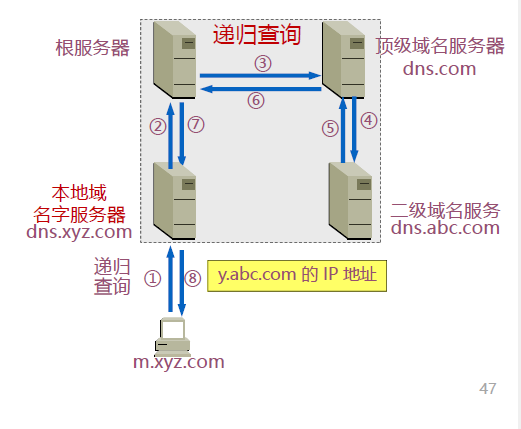 递归查询
根服务器
顶级域名服务器
dns.com
③
⑥
②
⑦
⑤
④
本地域
名字服务器
dns.xyz.com
二级域名服务
dns.abc.com
递归
查询
①
⑧
y.abc.com 的 IP 地址
m.xyz.com
47